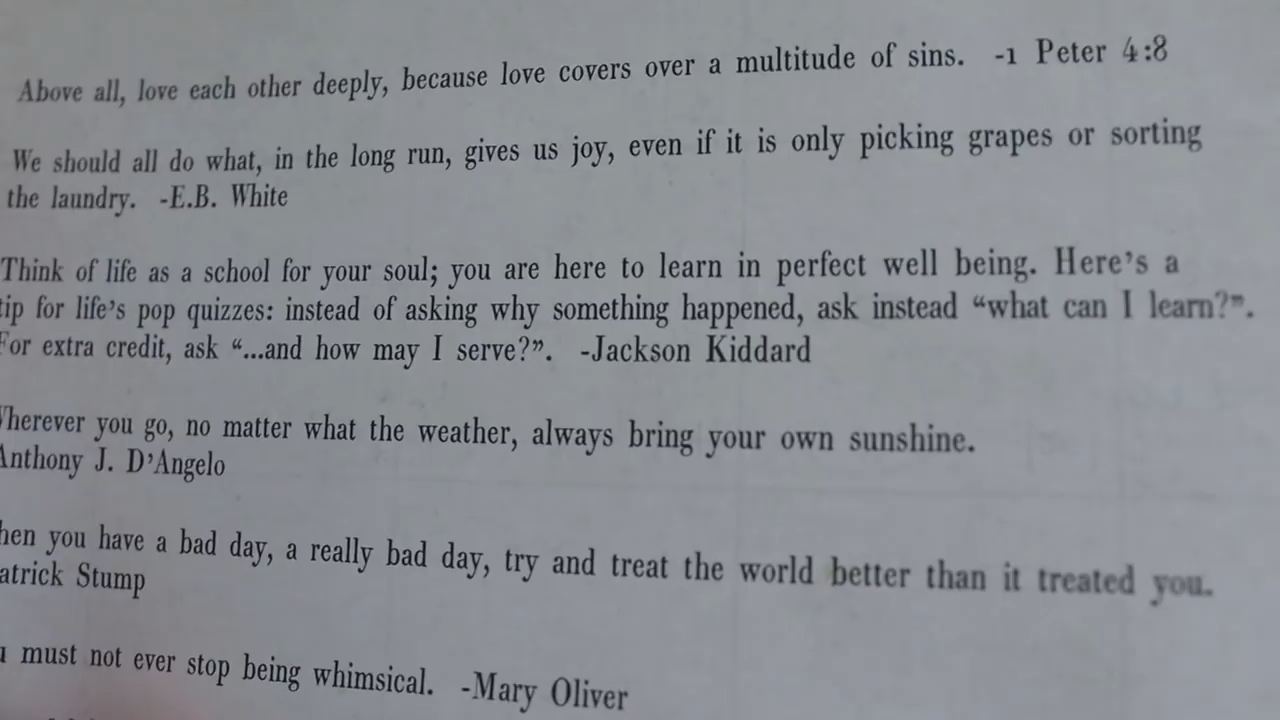 Above all, love each other deeply, because love covers over a multitude of sins. -1 Peter 4:8
We should all do what, in the long run, gives us joy, even if it is only picking grapes or sorting
the laundry. -E.B. White
Think of life as a school for your soul; you are here to learn in perfect well being. Here's a
tip for life's pop quizzes: instead of asking why something happened, ask instead “what can I learn?”.
For extra credit, ask “...and how may I serve?”. -Jackson Kiddard
Wherever you go, no matter what the weather, always bring your own sunshine.
Anthony J. D'Angelo
hen you have a bad day, a really bad day, try and treat the world better than it treated you.
atrick Stump
u must not ever stop being whimsical. -Mary Oliver